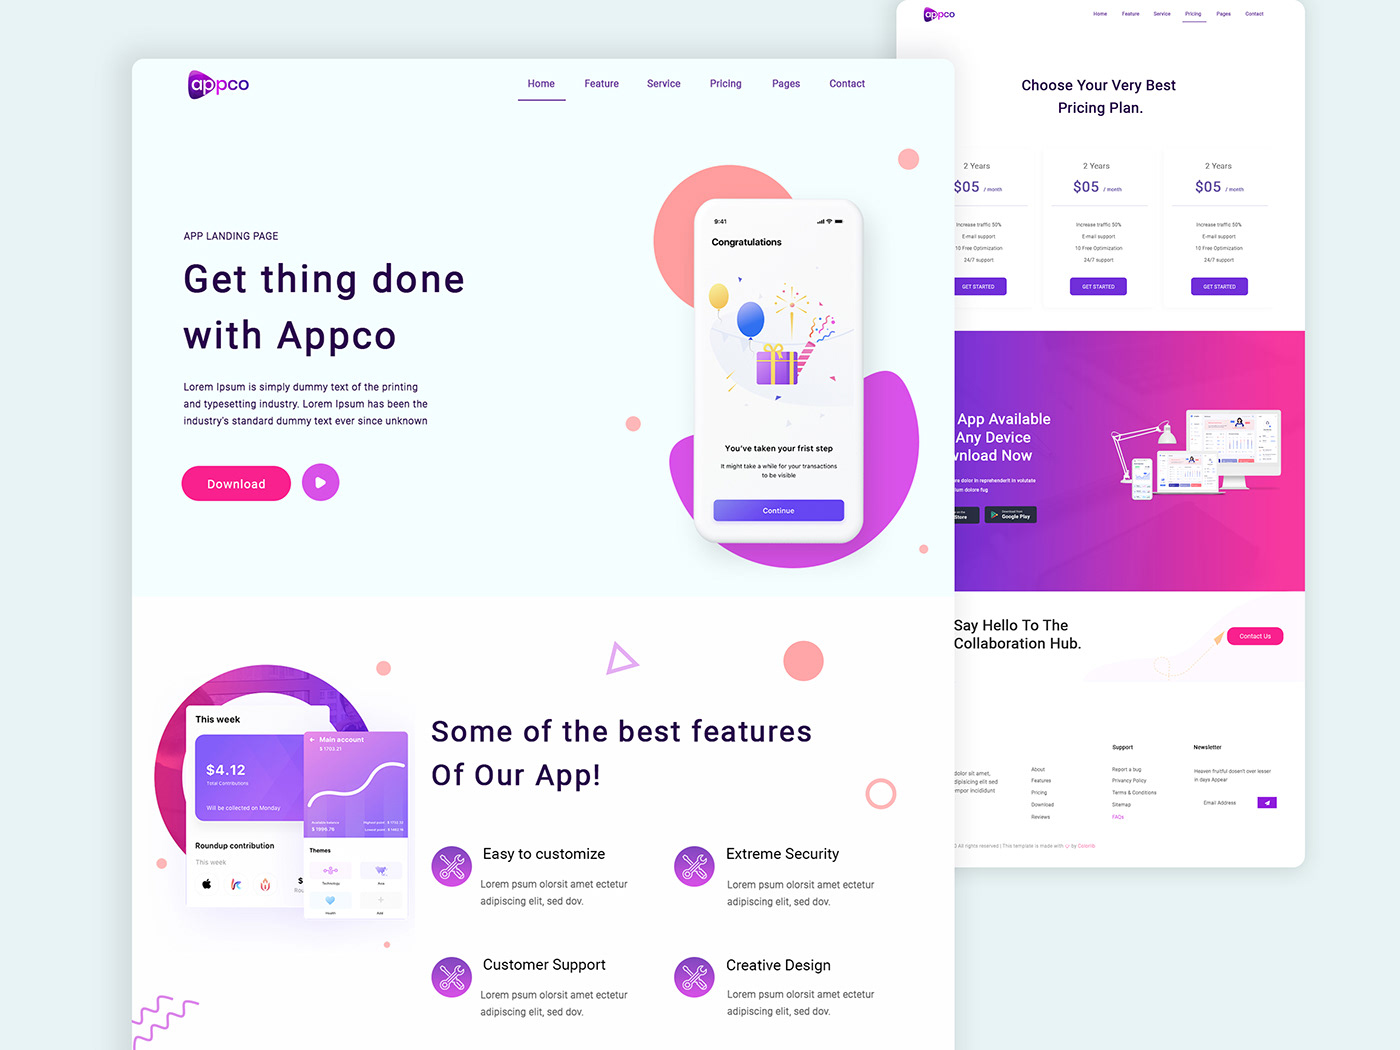 appco
Home Feature Service Pricing Pages Contact
APP LANDING PAGE
Get thing done
with Appco
Lorem Ipsum is simply dummy text of the printing
and typesetting industry. Lorem Ipsum has been the
industry's standard dummy text ever since unknown
Download
9:41
Congratulations
You've taken your frist step
It might take a while for your transactions
to be visible
Continue
This week
$4.12
Total Contributions
Will be collected on Monday
Roundup contribution
This week
$
Rou
Main account
$ 1703.21
Available balance
$ 1996.76
Themes
Technology
Asia
Health
Add
Some of the best features
Of Our App!
Easy to customize
Lorem psum olorsit amet ectetur
adipiscing elit, sed dov.
Extreme Security
Lorem psum olorsit amet ectetur
adipiscing elit, sed dov.
Customer Support
Lorem psum olorsit amet ectetur
adipiscing elit, sed dov.
Creative Design
Lorem psum olorsit amet ectetur
adipiscing elit, sed dov.
appco
Home Feature Service Pricing Pages Contact
Choose Your Very Best
Pricing Plan.
2 Years
$05 / month
Increase traffic 50%
E-mail support
10 Free Optimization
24/7 support
GET STARTED
2 Years
$05 / month
Increase traffic 50%
E-mail support
10 Free Optimization
24/7 support
GET STARTED
2 Years
$05 / month
Increase traffic 50%
E-mail support
10 Free Optimization
24/7 support
GET STARTED
App Available
Any Device
wnload Now
re dolor in reprehenderit in volutate
tum dolore fug
Store
Google Play
Say Hello To The
Collaboration Hub.
Contact Us
dolor sit amet,
dipisicing elit sed
empor incididunt
About
Features
Pricing
Download
Reviews
Support
Report a bug
Privancy Policy
Terms & Conditions
Sitemap
FAQs
Newsletter
Heaven fruitful doesn't over lesser
in days Appear
Email Address
0 All rights reserved | This template is made with by Colorlib